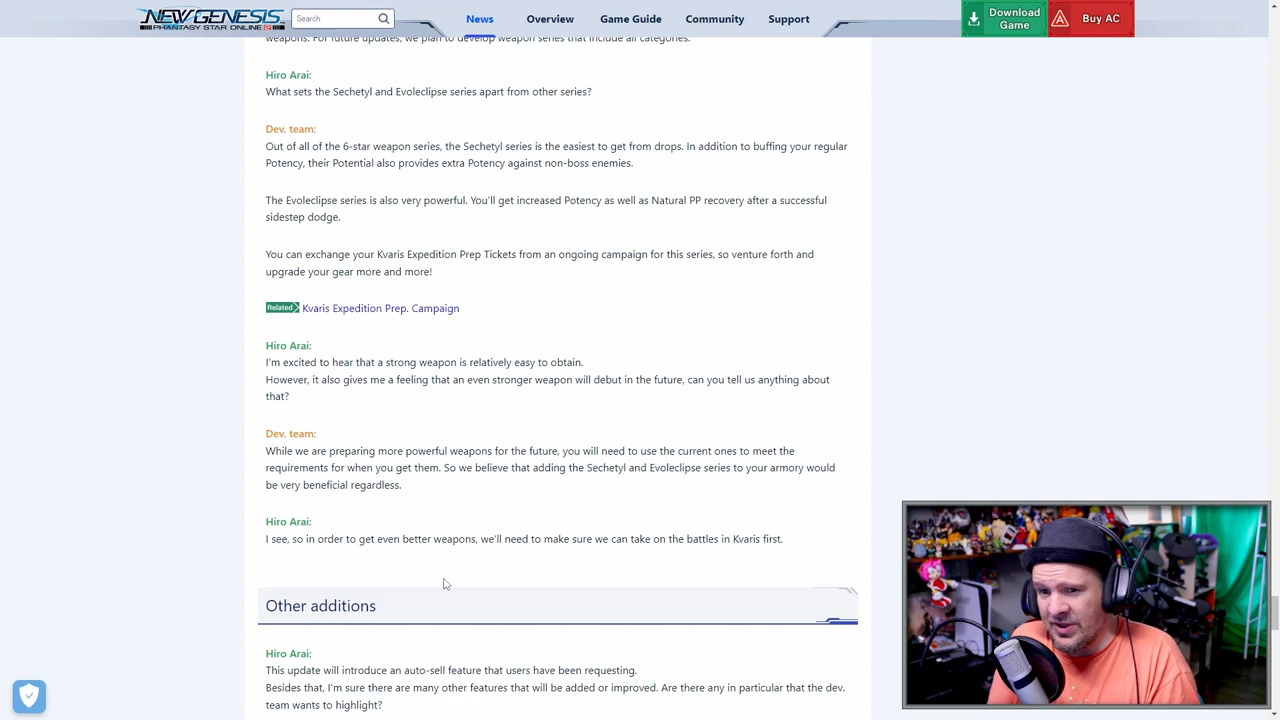 NEW GENESIS
PHANTASY STAR ONLINE 2
Search
News
Overview
Game Guide
Community
Support
Download
Game
Buy AC
weapons. For future updates, we plan to develop weapon series that include all categories.
Hiro Arai:
What sets the Sechetyl and Evoleclipse series apart from other series?
Dev. team:
Out of all of the 6-star weapon series, the Sechetyl series is the easiest to get from drops. In addition to buffing your regular
Potency, their Potential also provides extra Potency against non-boss enemies.
The Evoleclipse series is also very powerful. You'll get increased Potency as well as Natural PP recovery after a successful
sidestep dodge.
You can exchange your Kvaris Expedition Prep Tickets from an ongoing campaign for this series, so venture forth and
upgrade your gear more and more!
Related Kvaris Expedition Prep. Campaign
Hiro Arai:
I'm excited to hear that a strong weapon is relatively easy to obtain.
However, it also gives me a feeling that an even stronger weapon will debut in the future, can you tell us anything about
that?
Dev. team:
While we are preparing more powerful weapons for the future, you will need to use the current ones to meet the
requirements for when you get them. So we believe that adding the Sechetyl and Evoleclipse series to your armory would
be very beneficial regardless.
Hiro Arai:
I see, so in order to get even better weapons, we'll need to make sure we can take on the battles in Kvaris first.
Other additions
Hiro Arai:
This update will introduce an auto-sell feature that users have been requesting.
Besides that, I'm sure there are many other features that will be added or improved. Are there any in particular that the dev.
team wants to highlight?